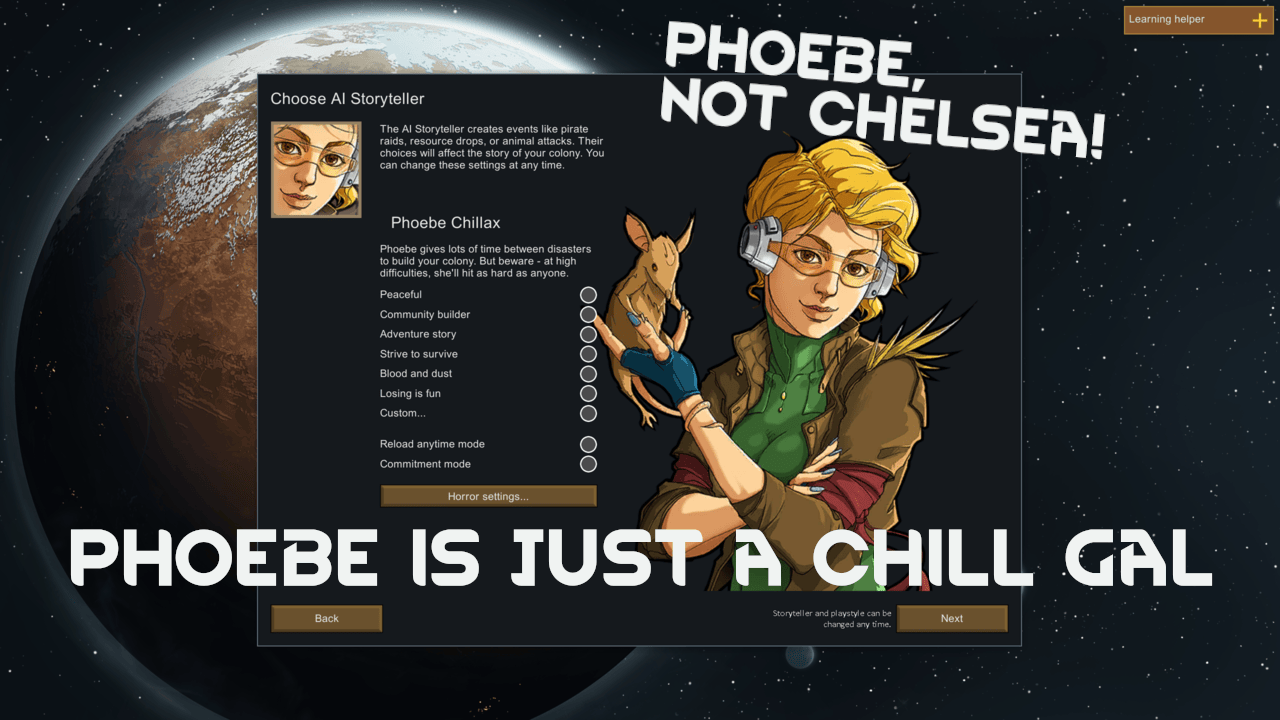 Learning helper
PHOEBE,
NOT CHELSEA!
Choose AI Storyteller
The AI Storyteller creates events like pirate
raids, resource drops, or animal attacks. Their
choices will affect the story of your colony. You
can change these settings at any time.
Phoebe Chillax
Phoebe gives lots of time between disasters
to build your colony. But beware - at high
difficulties, she'll hit as hard as anyone.
Peaceful
Community builder
Adventure story
Strive to survive
Blood and dust
Losing is fun
Custom...
Reload anytime mode
Commitment mode
Horror settings...
PHOEBE IS JUST A CHILL GAL
Back
Storyteller and playstyle can be
changed any time.
Next